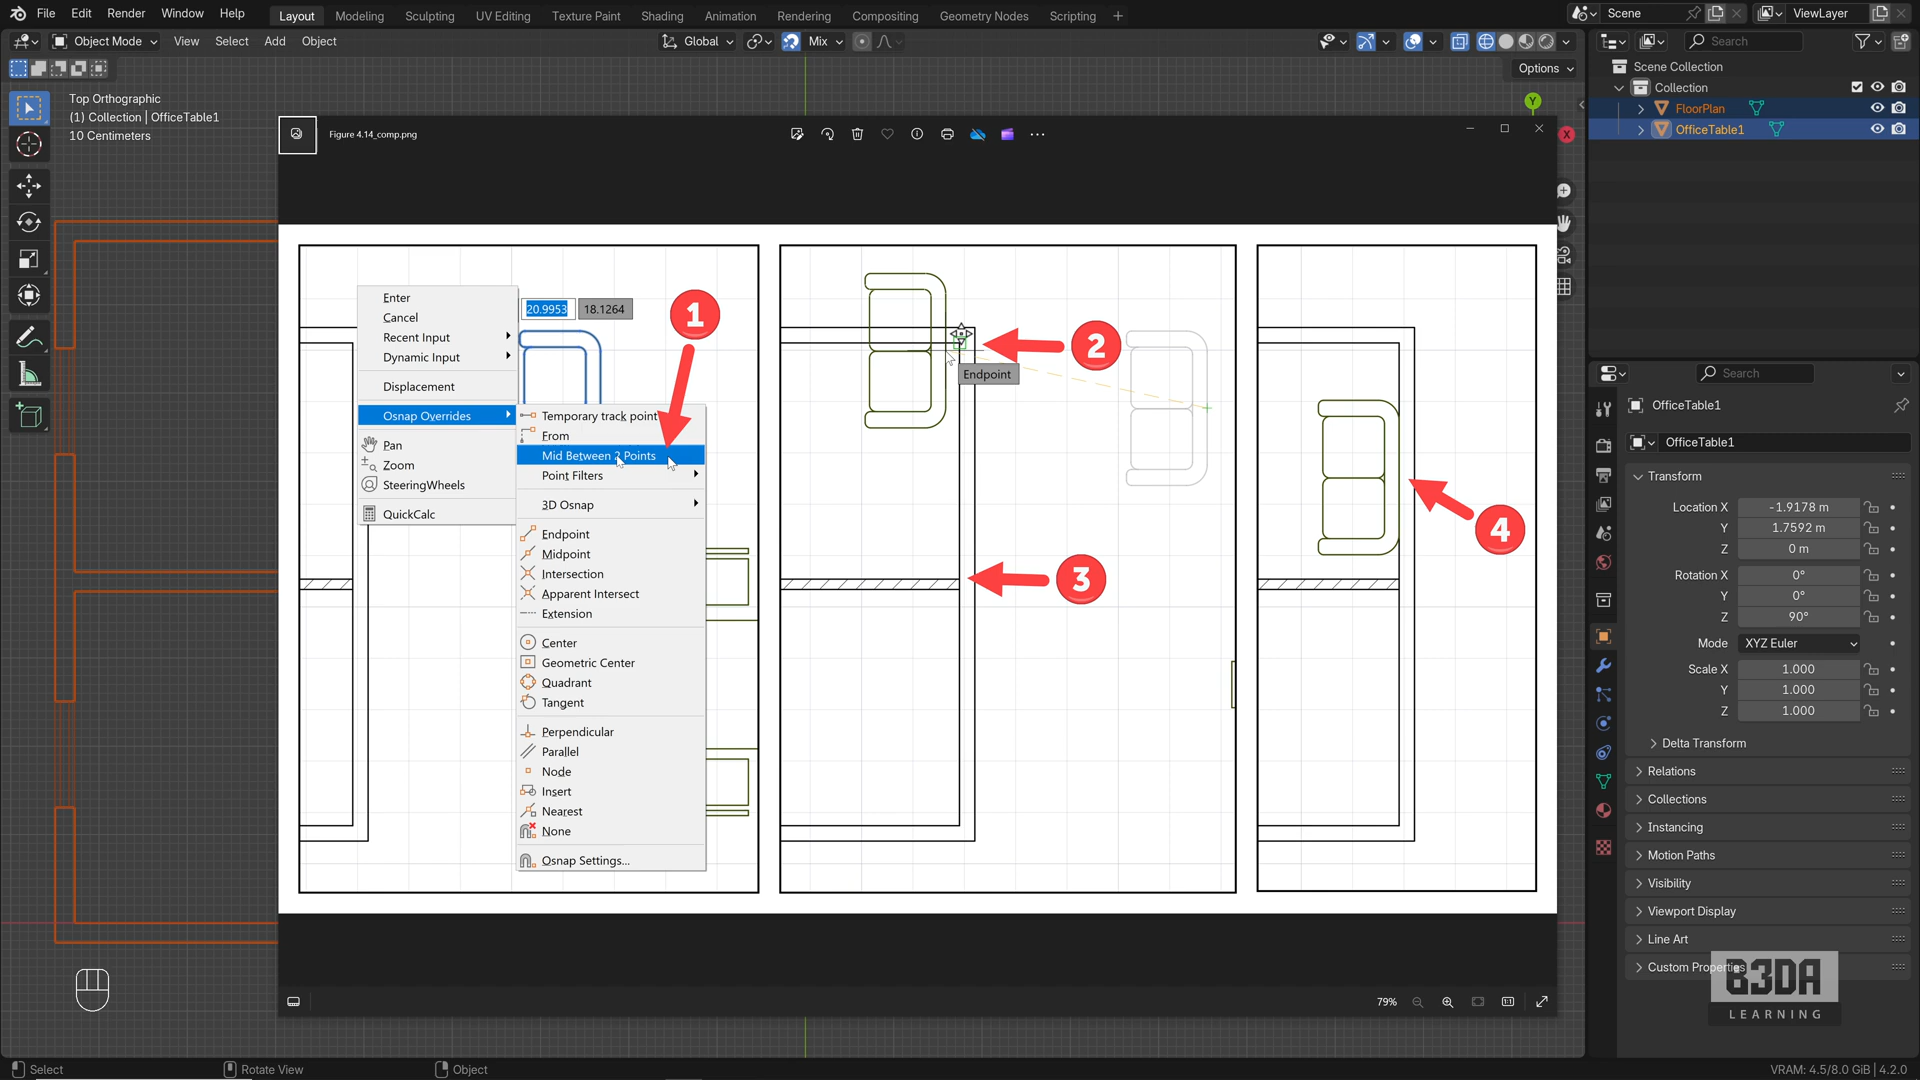 File Edit Render Window Help Layout Modeling Sculpting UV Editing Texture Paint Shading Animation Rendering Compositing Geometry Nodes Scripting + Scene ViewLayer
Object Mode View Select Add Object Global Mix Search
Options
Top Orthographic
(1) Collection | OfficeTable1
10 Centimeters
Y
X
Scene Collection
Collection
FloorPlan
OfficeTable1
Figure 4.14_comp.png
Enter
Cancel
Recent Input
Dynamic Input
Displacement
Osnap Overrides
Pan
Zoom
SteeringWheels
QuickCalc
20.9953 18.1264
Temporary track point
From
Mid Between 2 Points
Point Filters
3D Osnap
Endpoint
Midpoint
Intersection
Apparent Intersect
Extension
Center
Geometric Center
Quadrant
Tangent
Perpendicular
Parallel
Node
Insert
Nearest
None
Osnap Settings...
1
2
Endpoint
3
4
79%
Search
OfficeTable1
OfficeTable1
Transform
Location X -1.9178 m
Y 1.7592 m
Z 0 m
Rotation X 0°
Y 0°
Z 90°
Mode XYZ Euler
Scale X 1.000
Y 1.000
Z 1.000
Delta Transform
Relations
Collections
Instancing
Motion Paths
Visibility
Viewport Display
Line Art
Custom Properties
B3DA
LEARNING
Select Rotate View Object VRAM: 4.5/8.0 GiB | 4.2.0